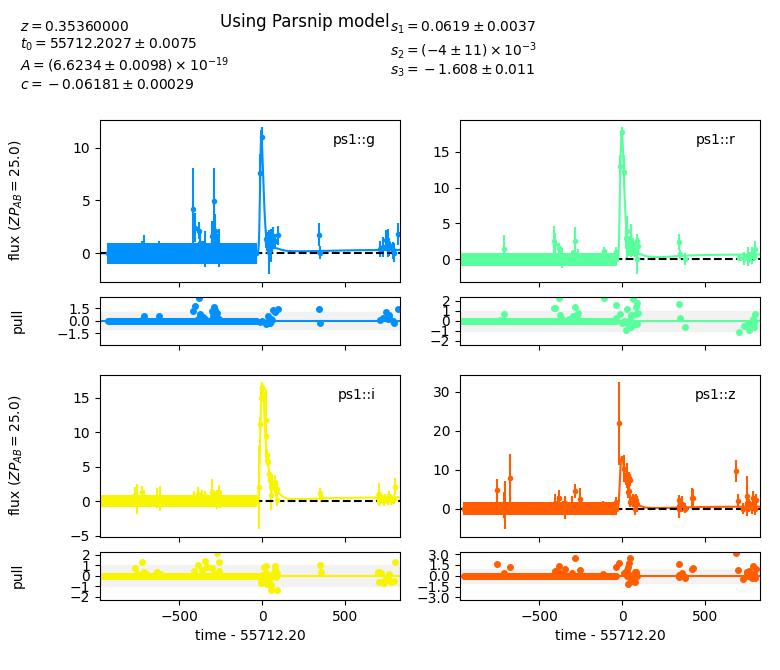 Using Parsnip model
z = 0.35360000
t₀ = 55712.2027 ± 0.0075
A = (6.6234 ± 0.0098) × 10⁻¹⁹
c = −0.06181 ± 0.00029
s₁ = 0.0619 ± 0.0037
s₂ = (−4 ± 11) × 10⁻³
s₃ = −1.608 ± 0.011
flux (ZP_AB = 25.0)
10
5
0
ps1::g
15
10
5
0
ps1::r
pull
1.5
0.0
−1.5
2
1
0
−1
−2
flux (ZP_AB = 25.0)
15
10
5
0
−5
ps1::i
30
20
10
0
ps1::z
pull
2
1
0
−1
−2
3.0
1.5
0.0
−1.5
−3.0
−500 0 500
−500 0 500
time - 55712.20
time - 55712.20